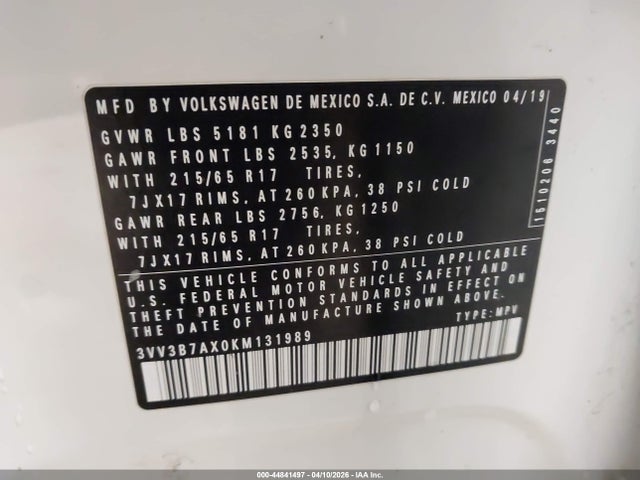 MFD BY VOLKSWAGEN DE MEXICO S.A. DE C.V. MEXICO 04/19
GVWR LBS 5181 KG 2350
GAWR FRONT LBS 2535, KG 1150
WITH 215/65 R17 TIRES,
7JX17 RIMS, AT 260 KPA, 38 PSI COLD
GAWR REAR LBS 2756, KG 1250
WITH 215/65 R17 TIRES,
7JX17 RIMS, AT 260 KPA, 38 PSI COLD
THIS VEHICLE CONFORMS TO ALL APPLICABLE
U.S. FEDERAL MOTOR VEHICLE SAFETY AND
THEFT PREVENTION STANDARDS IN EFFECT ON
THE DATE OF MANUFACTURE SHOWN ABOVE.
3VV3B7AX0KM131989 TYPE: MPV
1510206 3440
000-44841497 - 04/10/2026 - IAA Inc.